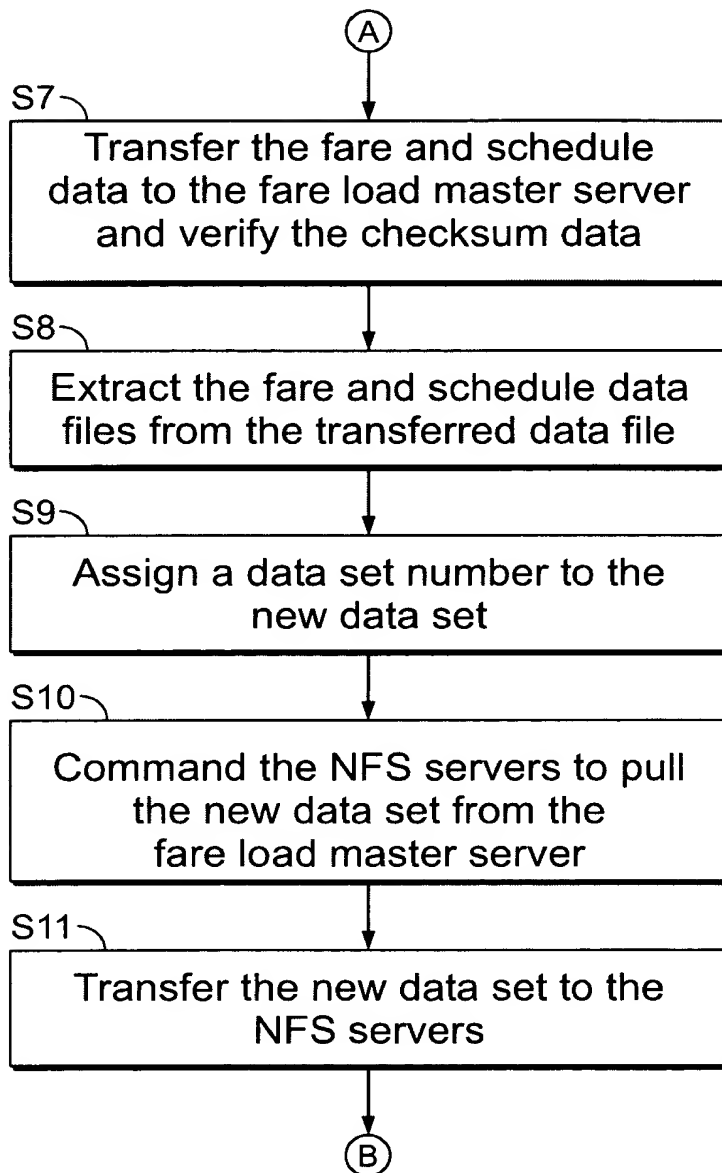 A
S7
Transfer the fare and schedule
data to the fare load master server
and verify the checksum data
S8
Extract the fare and schedule data
files from the transferred data file
S9
Assign a data set number to the
new data set
S10
Command the NFS servers to pull
the new data set from the
fare load master server
S11
Transfer the new data set to the
NFS servers
B